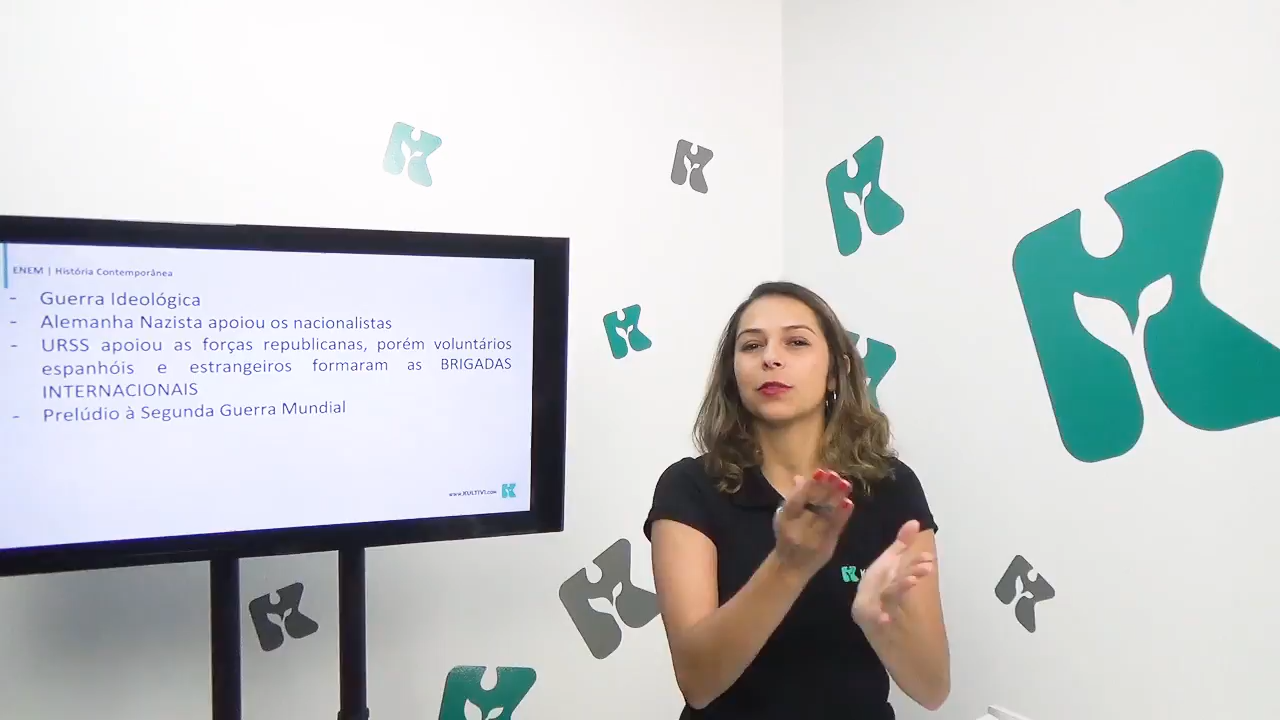 ENEM | História Contemporânea
- Guerra Ideológica
- Alemanha Nazista apoiou os nacionalistas
- URSS apoiou as forças republicanas, porém voluntários
espanhóis e estrangeiros formaram as BRIGADAS
INTERNACIONAIS
- Prelúdio à Segunda Guerra Mundial
www.KULTIVI.com